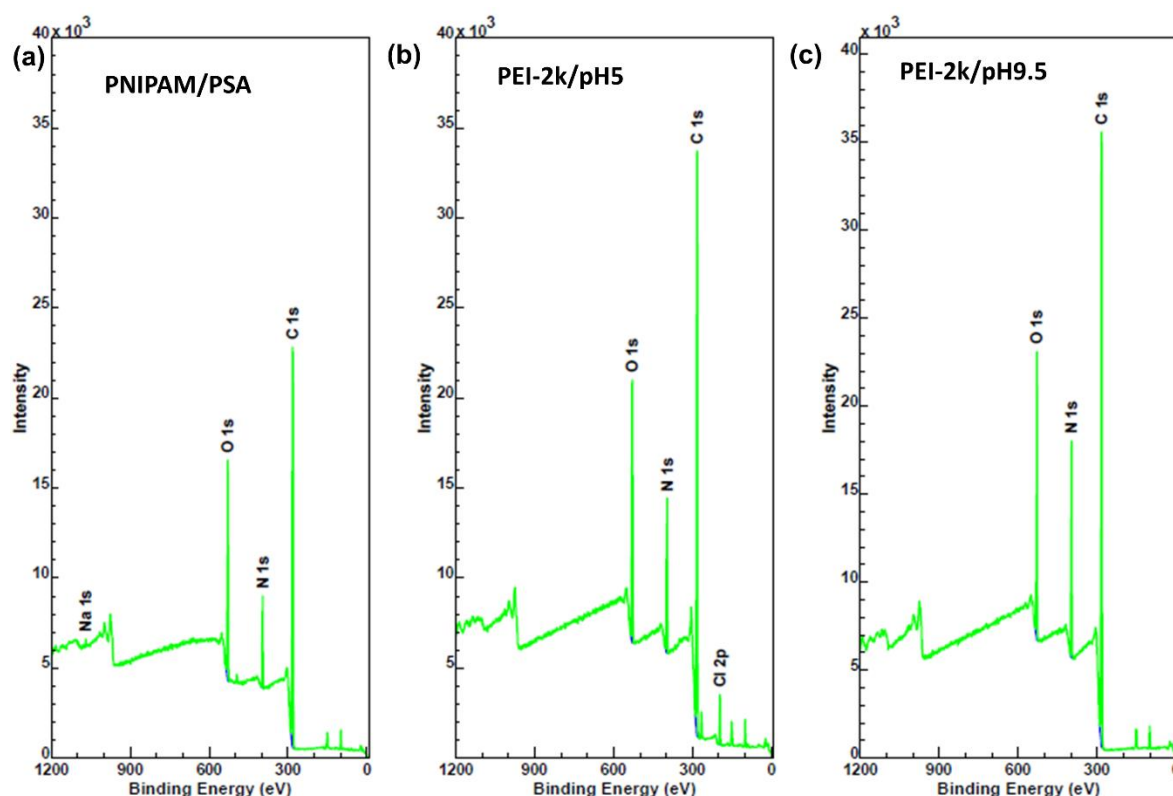 (a)
PNIPAM/PSA
40 x 10³
35
30
25
20
15
10
5
0
Intensity
Na 1s
O 1s
N 1s
C 1s
1200 900 600 300 0
Binding Energy (eV)
(b)
PEI-2k/pH5
40 x 10³
35
30
25
20
15
10
5
0
Intensity
O 1s
N 1s
C 1s
Cl 2p
1200 900 600 300 0
Binding Energy (eV)
(c)
PEI-2k/pH9.5
x 10³
40
35
30
25
20
15
10
5
0
Intensity
O 1s
N 1s
C 1s
1200 900 600 300 0
Binding Energy (eV)